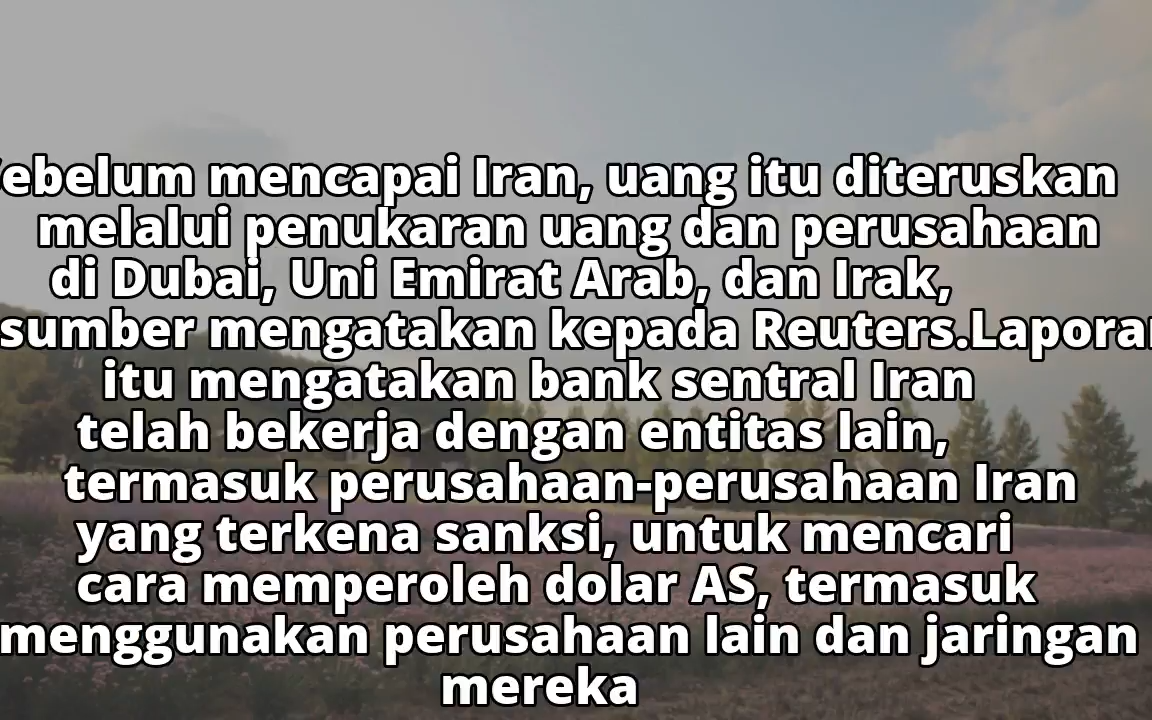 Sebelum mencapai Iran, uang itu diteruskan
melalui penukaran uang dan perusahaan
di Dubai, Uni Emirat Arab, dan Irak,
sumber mengatakan kepada Reuters.Laporan
itu mengatakan bank sentral Iran
telah bekerja dengan entitas lain,
termasuk perusahaan-perusahaan Iran
yang terkena sanksi, untuk mencari
cara memperoleh dolar AS, termasuk
menggunakan perusahaan lain dan jaringan
mereka